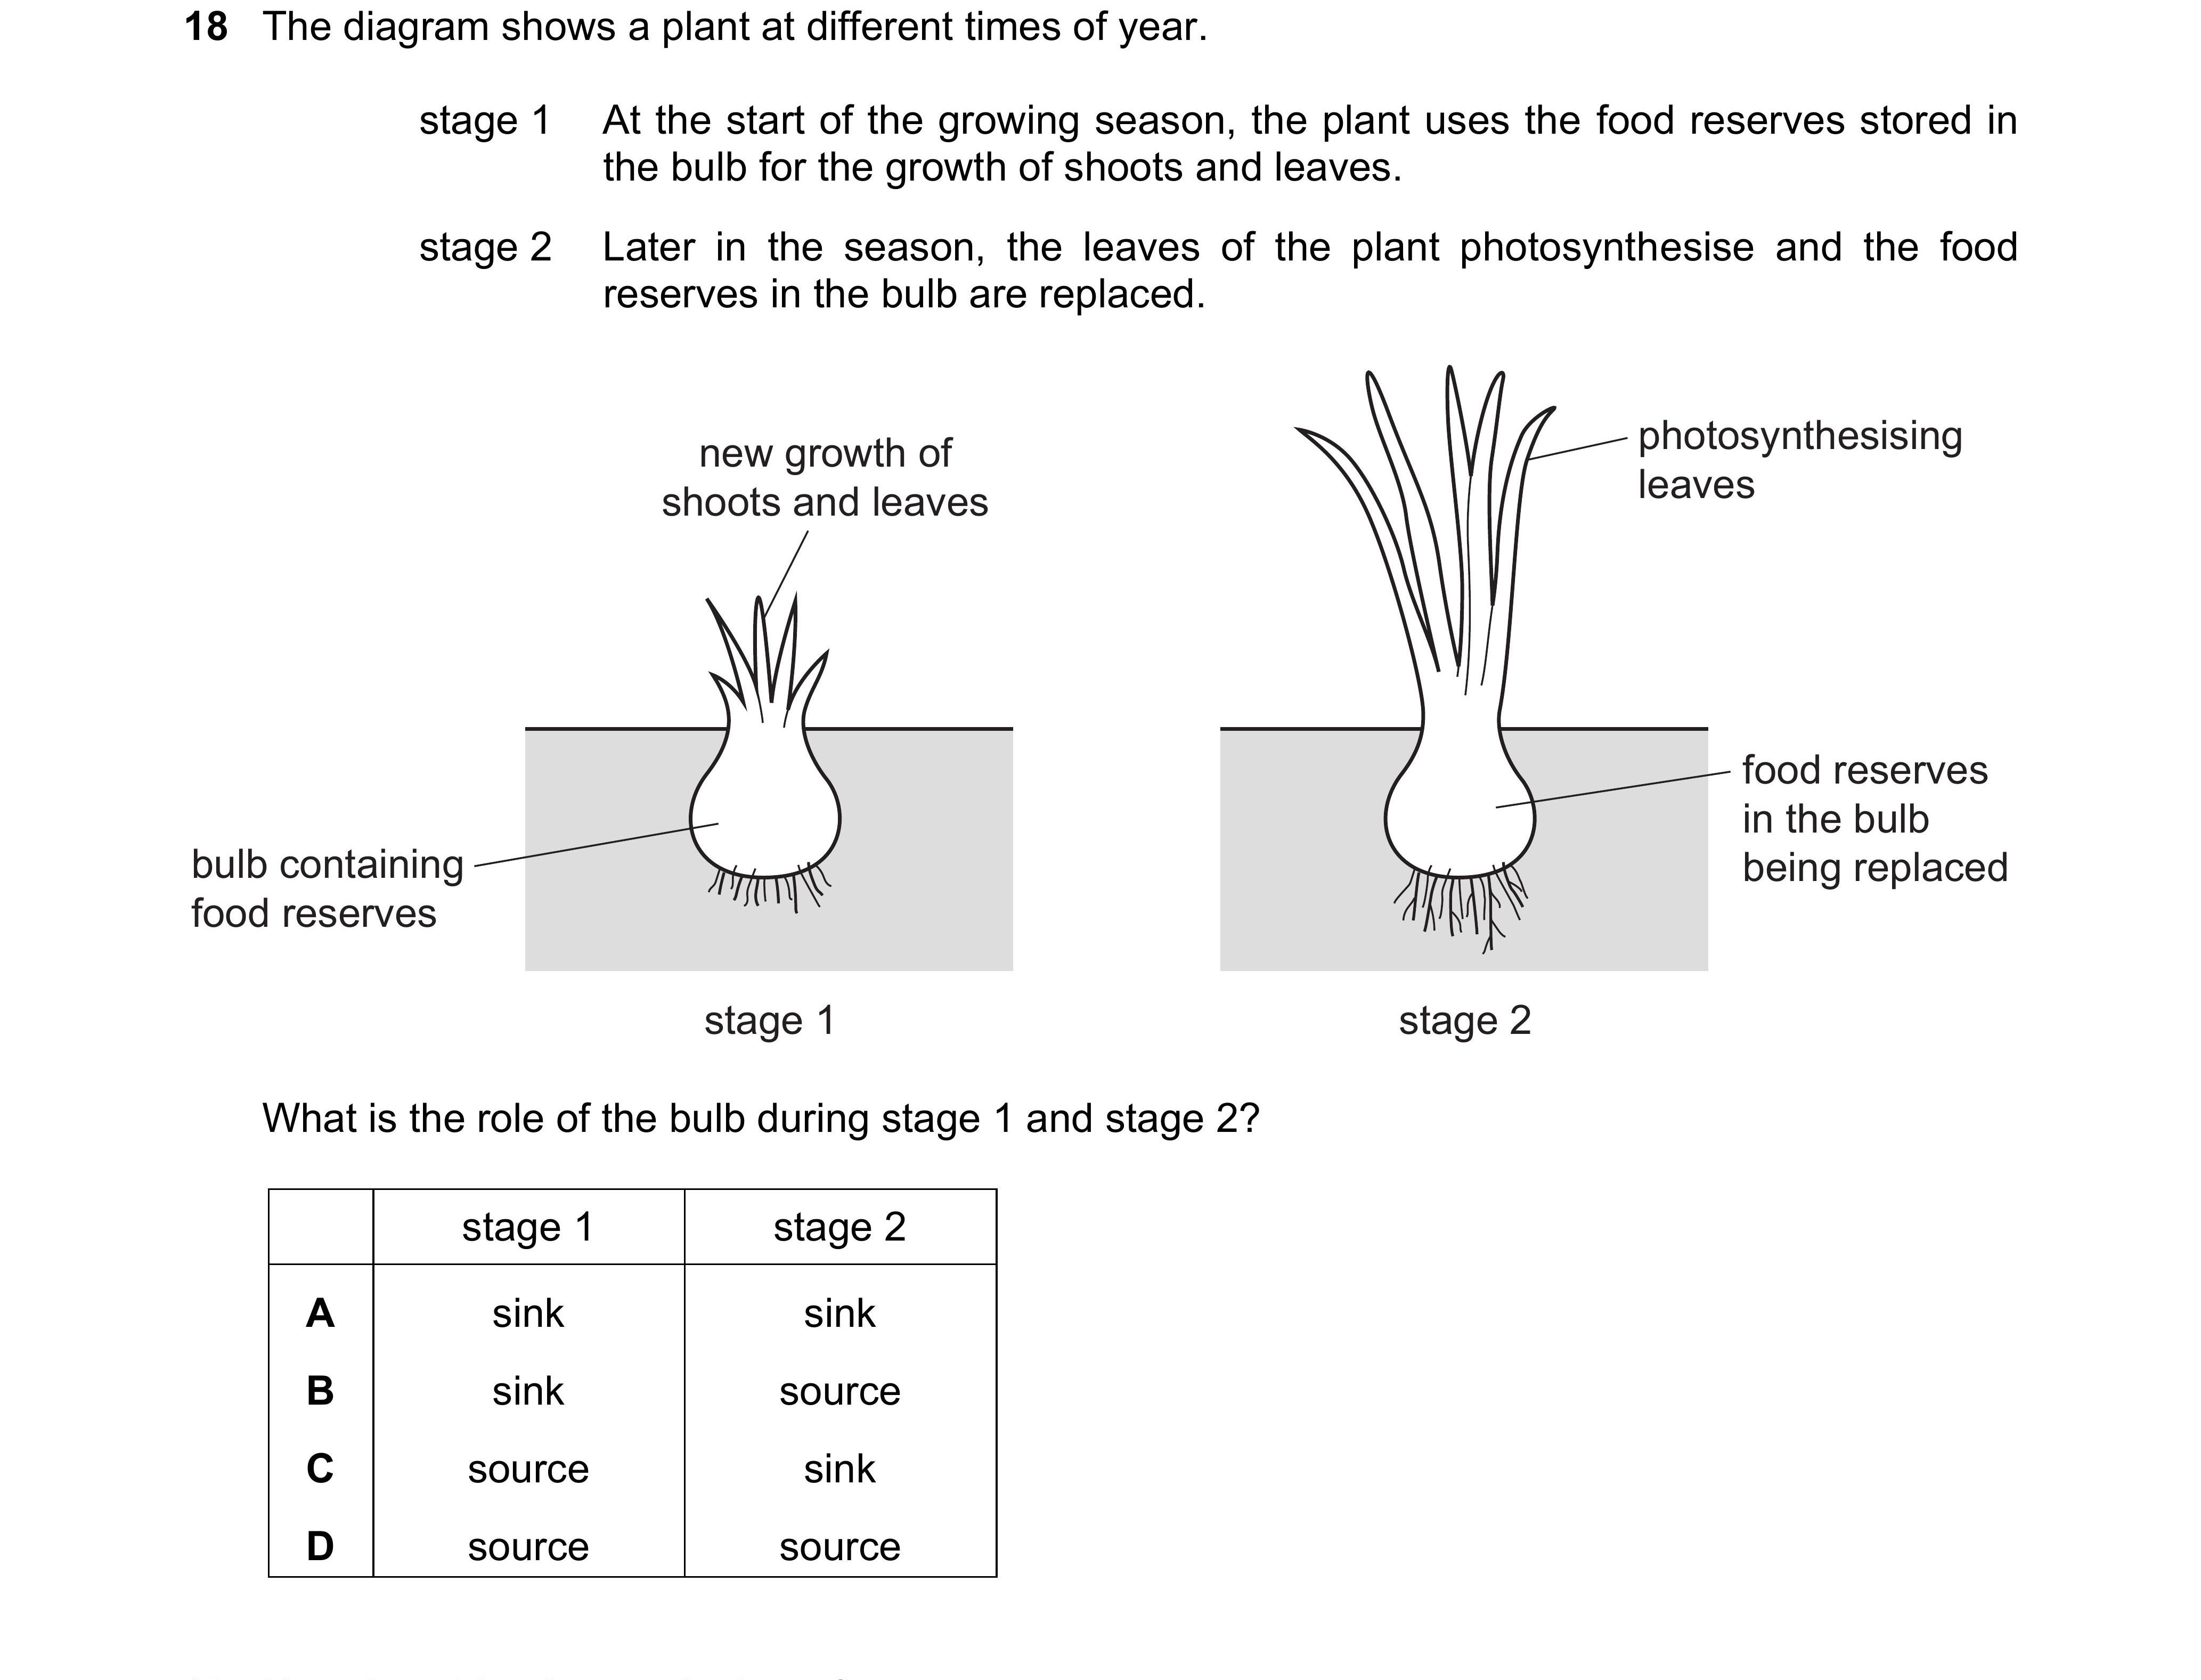 18 The diagram shows a plant at different times of year.
stage 1 At the start of the growing season, the plant uses the food reserves stored in
the bulb for the growth of shoots and leaves.
stage 2 Later in the season, the leaves of the plant photosynthesise and the food
reserves in the bulb are replaced.
new growth of
shoots and leaves
photosynthesising
leaves
bulb containing
food reserves
food reserves
in the bulb
being replaced
stage 1
stage 2
What is the role of the bulb during stage 1 and stage 2?
stage 1 stage 2
A sink sink
B sink source
C source sink
D source source